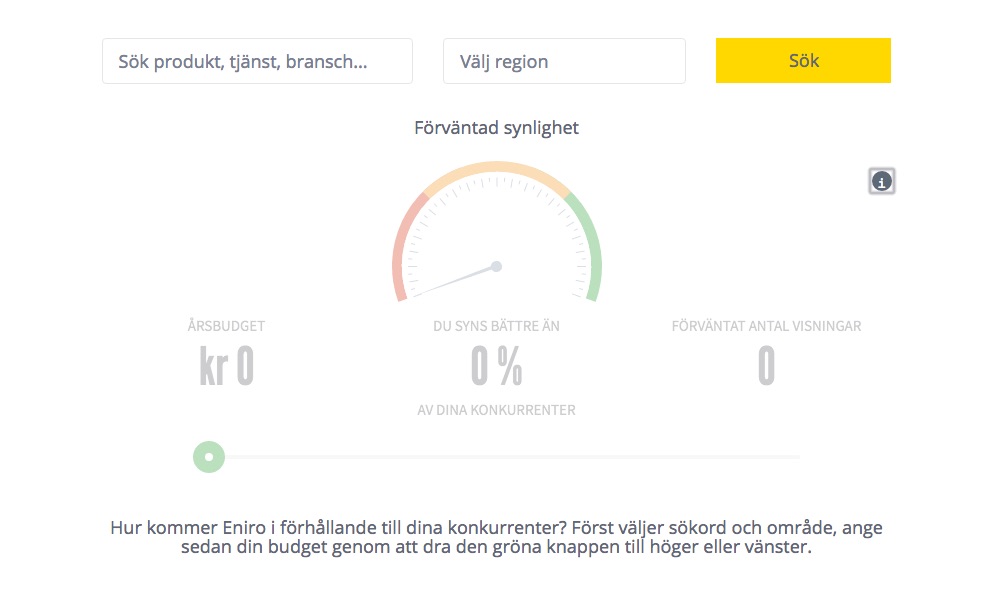 Sök produkt, tjänst, bransch...
Välj region
Sök
Förväntad synlighet
i
ÅRSBUDGET
DU SYNS BÄTTRE ÄN
FÖRVÄNTAT ANTAL VISNINGAR
kr 0
0 %
0
AV DINA KONKURRENTER
Hur kommer Eniro i förhållande till dina konkurrenter? Först väljer sökord och område, ange
sedan din budget genom att dra den gröna knappen till höger eller vänster.